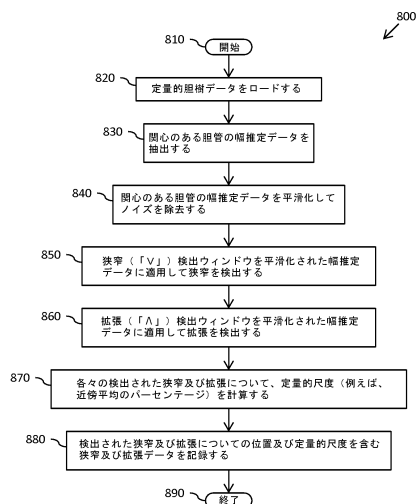 800
810
開始
820
定量的胆樹データをロードする
830
関心のある胆管の幅推定データを
抽出する
840
関心のある胆管の幅推定データを平滑化して
ノイズを除去する
850
狭窄（「∨」）検出ウィンドウを平滑化された幅推定
データに適用して狭窄を検出する
860
拡張（「Λ」）検出ウィンドウを平滑化された幅推定
データに適用して拡張を検出する
870
各々の検出された狭窄及び拡張について、定量的尺度（例えば、
近傍平均のパーセンテージ）を計算する
880
検出された狭窄及び拡張についての位置及び定量的尺度を含む
狭窄及び拡張データを記録する
890
終了